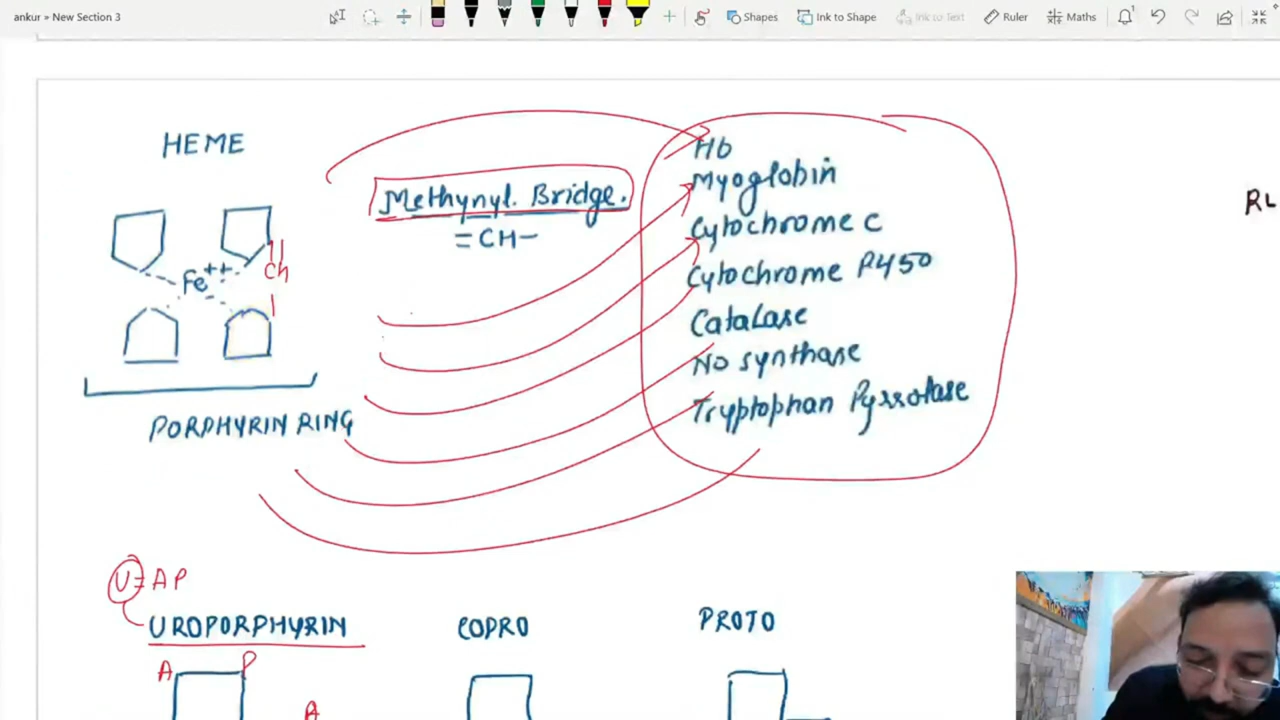 ankur » New Section 3
Shapes
Ink to Shape
Ink to Text
Ruler
Maths
HEME
Methynyl. Bridge.
=CH-
Fe++
Ch
PORPHYRIN RING
Hb
Myoglobin
Cytochrome C
Cytochrome P450
Catalase
No synthase
Tryptophan Pyrrolase
RL
U=AP
UROPORPHYRIN
COPRO
PROTO
A P
A